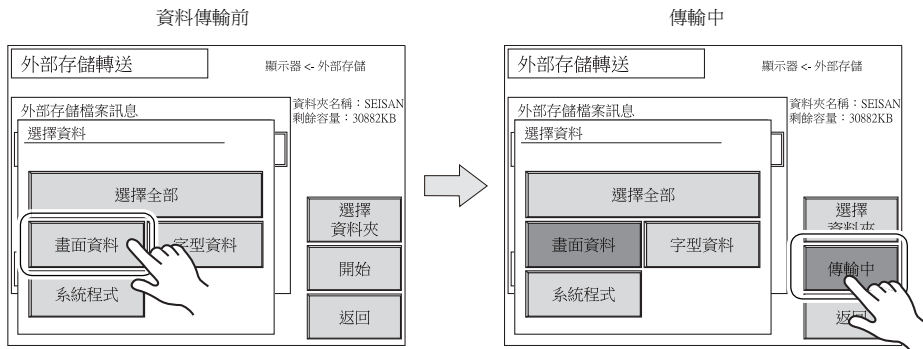 資料傳輸前
外部存儲轉送
顯示器 <- 外部存儲
外部存儲檔案訊息
資料夾名稱：SEISAN
剩餘容量：30882KB
選擇資料
選擇全部
畫面資料
字型資料
系統程式
選擇
資料夾
開始
返回
傳輸中
外部存儲轉送
顯示器 <- 外部存儲
外部存儲檔案訊息
資料夾名稱：SEISAN
剩餘容量：30882KB
選擇資料
選擇全部
畫面資料
字型資料
系統程式
選擇
資料夾
傳輸中
返回